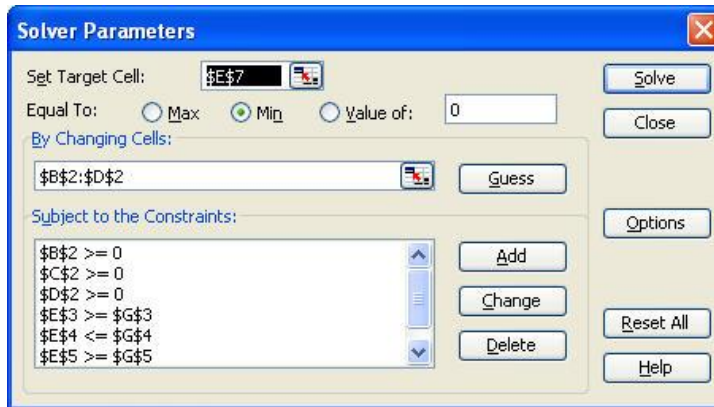 Solver Parameters
Set Target Cell: $E$7 Solve
Equal To: Max Min Value of: 0 Close
By Changing Cells:
$B$2:$D$2 Guess
Subject to the Constraints: Options
$B$2 >= 0 Add
$C$2 >= 0
$D$2 >= 0 Change
$E$3 >= $G$3 Reset All
$E$4 <= $G$4 Delete
$E$5 >= $G$5 Help